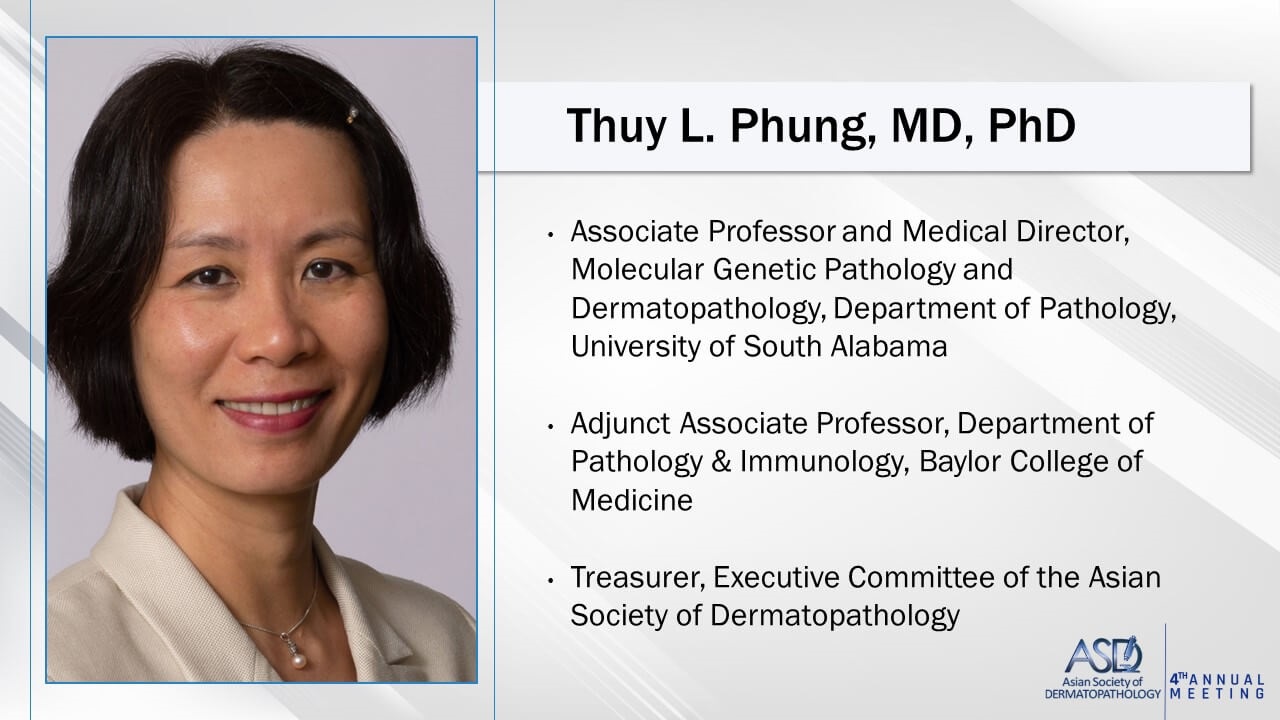 Thuy L. Phung, MD, PhD
• Associate Professor and Medical Director,
Molecular Genetic Pathology and
Dermatopathology, Department of Pathology,
University of South Alabama
• Adjunct Associate Professor, Department of
Pathology & Immunology, Baylor College of
Medicine
• Treasurer, Executive Committee of the Asian
Society of Dermatopathology
ASD
Asian Society of
DERMATOPATHOLOGY
4TH ANNUAL
MEETING